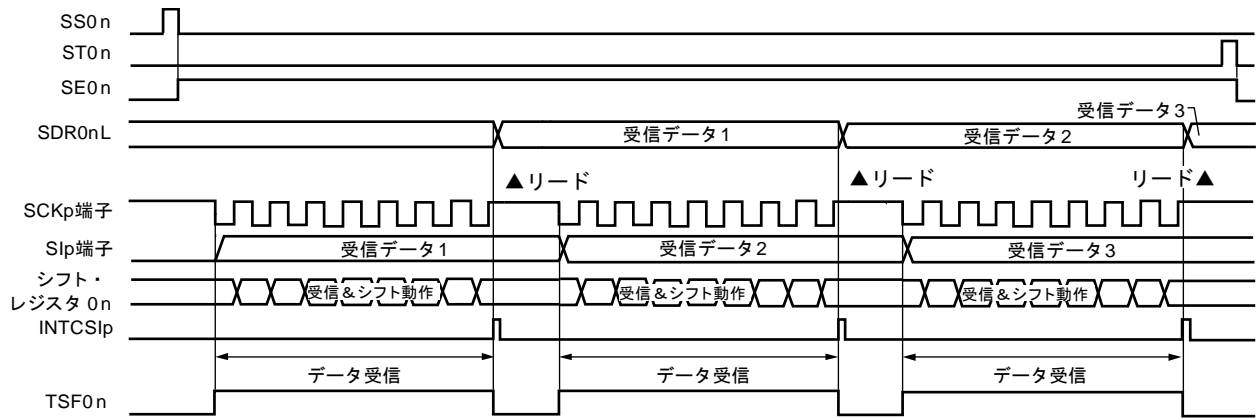 SS0n
ST0n
SE0n
受信データ3
SDR0nL
受信データ1
受信データ2
▲リード
▲リード
リード▲
SCKp端子
SIp端子
受信データ1
受信データ2
受信データ3
シフト・
レジスタ0n
受信&シフト動作
受信&シフト動作
受信&シフト動作
INTCSIp
データ受信
データ受信
データ受信
TSF0n